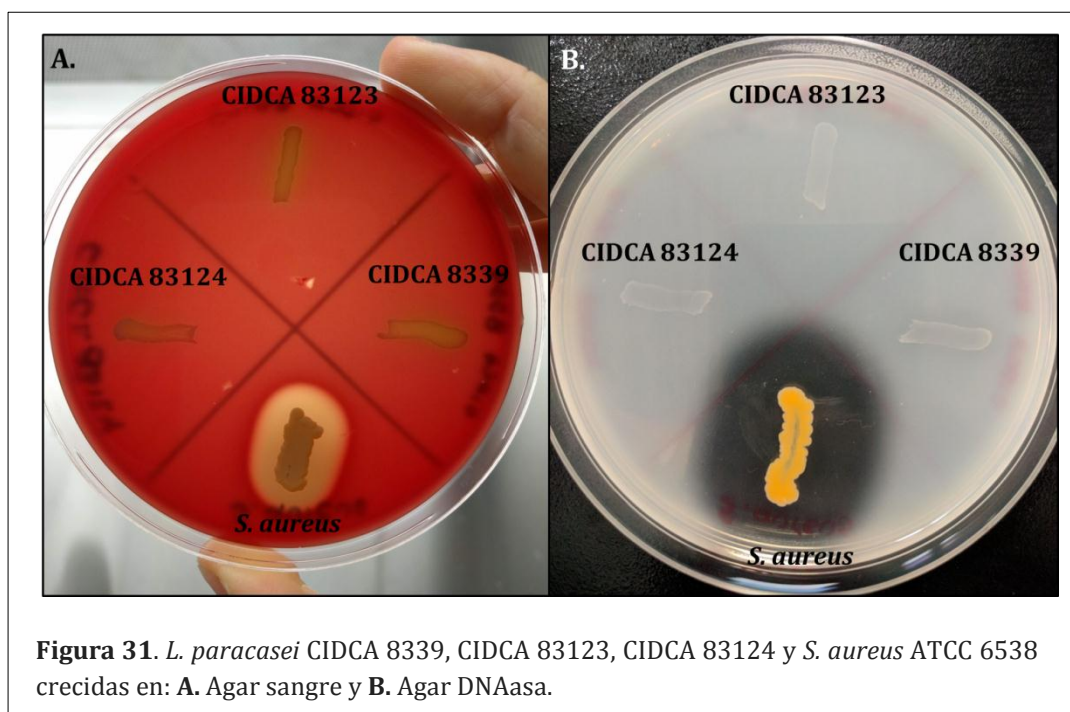 A.
CIDCA 83123
CIDCA 83124
CIDCA 8339
S. aureus
B.
CIDCA 83123
CIDCA 83124
CIDCA 8339
S. aureus
Figura 31. L. paracasei CIDCA 8339, CIDCA 83123, CIDCA 83124 y S. aureus ATCC 6538
crecidas en: A. Agar sangre y B. Agar DNAasa.